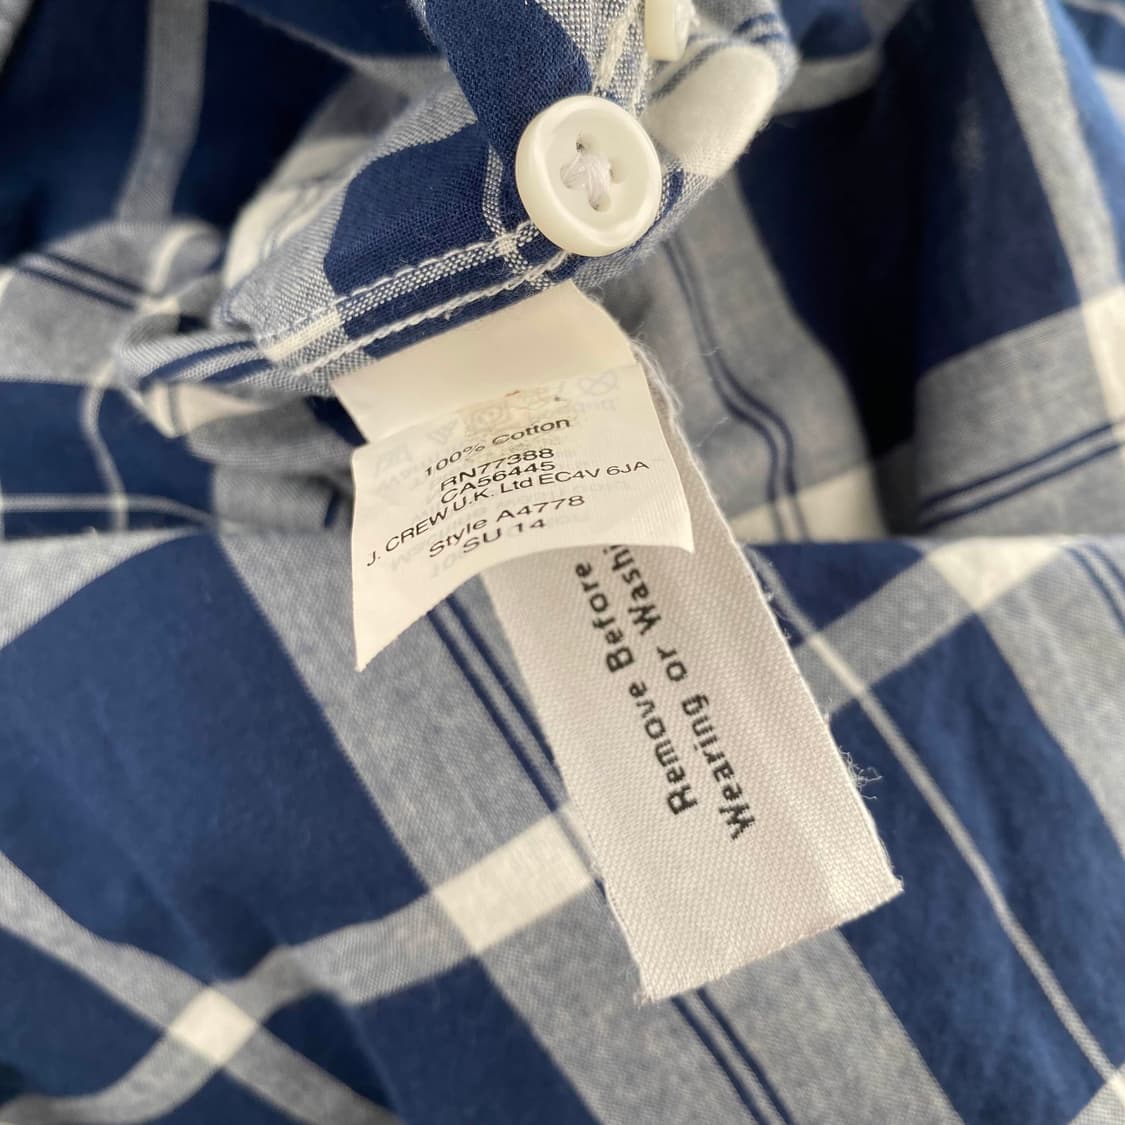 100% Cotton
RN77388
CA56445
J. CREW U.K. Ltd EC4V 6JA
Style A4778
SU 14
Remove Before
Wearing or Washi